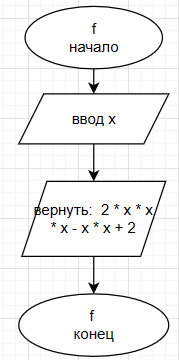 f
начало
ввод x
вернуть: 2 * x * x
* x - x * x + 2
f
конец